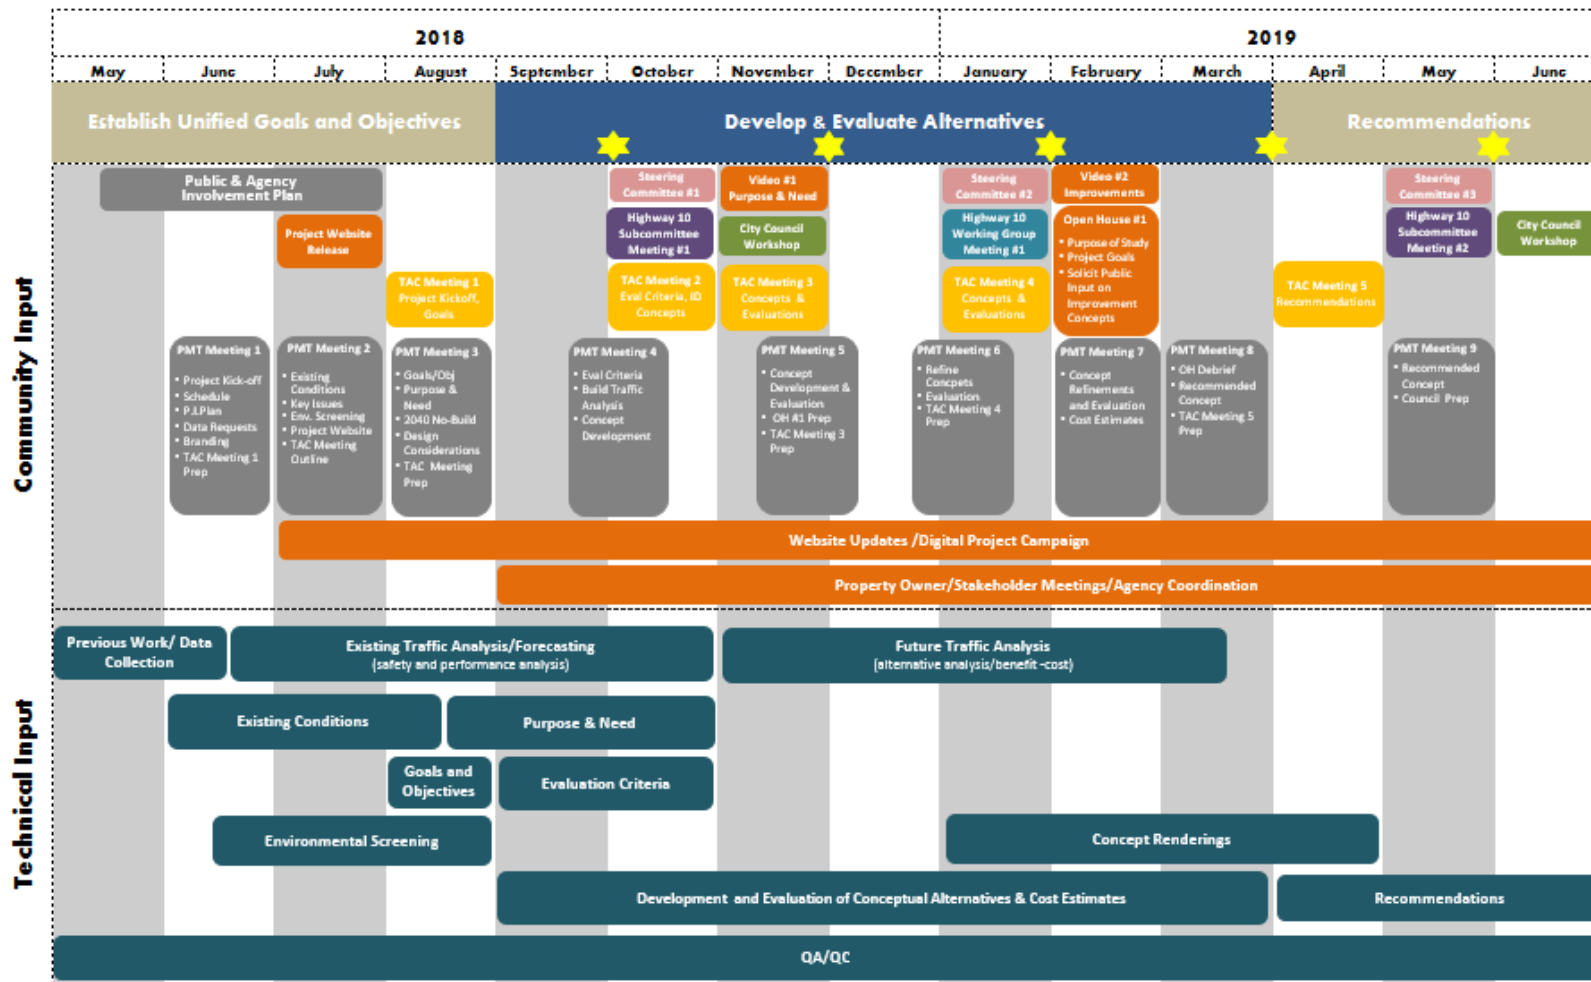 2018
2019
May
June
July
August
September
October
November
December
January
February
March
April
May
June
Establish Unified Goals and Objectives
Develop & Evaluate Alternatives
Recommendations
Community Input
Public & Agency
Involvement Plan
Project Website
Release
TAC Meeting 1
Project Kickoff,
Goals
Steering
Committee #1
Highway 10
Subcommittee
Meeting #1
TAC Meeting 2
Eval Criteria, ID
Concepts
Video #1
Purpose & Need
City Council
Workshop
TAC Meeting 3
Concepts &
Evaluations
Steering
Committee #2
Highway 10
Working Group
Meeting #1
TAC Meeting 4
Concepts &
Evaluations
Video #2
Improvements
Open House #1
• Purpose of Study
• Project Goals
• Solicit Public
Input on
Improvement
Concepts
TAC Meeting 5
Recommendations
Steering
Committee #3
Highway 10
Subcommittee
Meeting #2
City Council
Workshop
PMT Meeting 1
• Project Kick-off
• Schedule
• P.I.Plan
• Data Requests
• Branding
• TAC Meeting 1
Prep
PMT Meeting 2
• Existing
Conditions
• Key Issues
• Env. Screening
• Project Website
• TAC Meeting
Outline
PMT Meeting 3
• Goals/Obj
• Purpose &
Need
• 2040 No-Build
• Design
Considerations
• TAC Meeting
Prep
PMT Meeting 4
• Eval Criteria
• Build Traffic
Analysis
• Concept
Development
PMT Meeting 5
• Concept
Development &
Evaluation
• OH #1 Prep
• TAC Meeting 3
Prep
PMT Meeting 6
• Refine
Concpets
• Evaluation
• TAC Meeting 4
Prep
PMT Meeting 7
• Concept
Refinements
and Evaluation
• Cost Estimates
PMT Meeting 8
• OH Debrief
• Recommended
Concept
• TAC Meeting 5
Prep
PMT Meeting 9
• Recommended
Concept
• Council Prep
Website Updates /Digital Project Campaign
Property Owner/Stakeholder Meetings/Agency Coordination
Technical Input
Previous Work/ Data
Collection
Existing Traffic Analysis/Forecasting
(safety and performance analysis)
Future Traffic Analysis
(alternative analysis/benefit -cost)
Existing Conditions
Purpose & Need
Goals and
Objectives
Evaluation Criteria
Environmental Screening
Concept Renderings
Development and Evaluation of Conceptual Alternatives & Cost Estimates
Recommendations
QA/QC